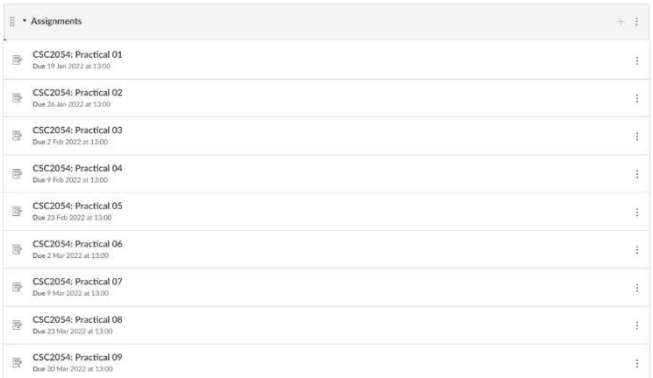 Assignments
CSC2054: Practical 01
Due 19 Jan 2022 at 13:00
CSC2054: Practical 02
Due 26 Jan 2022 at 13:00
CSC2054: Practical 03
Due 2 Feb 2022 at 13:00
CSC2054: Practical 04
Due 9 Feb 2022 at 13:00
CSC2054: Practical 05
Due 23 Feb 2022 at 13:00
CSC2054: Practical 06
Due 2 Mar 2022 at 13:00
CSC2054: Practical 07
Due 9 Mar 2022 at 13:00
CSC2054: Practical 08
Due 23 Mar 2022 at 13:00
CSC2054: Practical 09
Due 30 Mar 2022 at 13:00